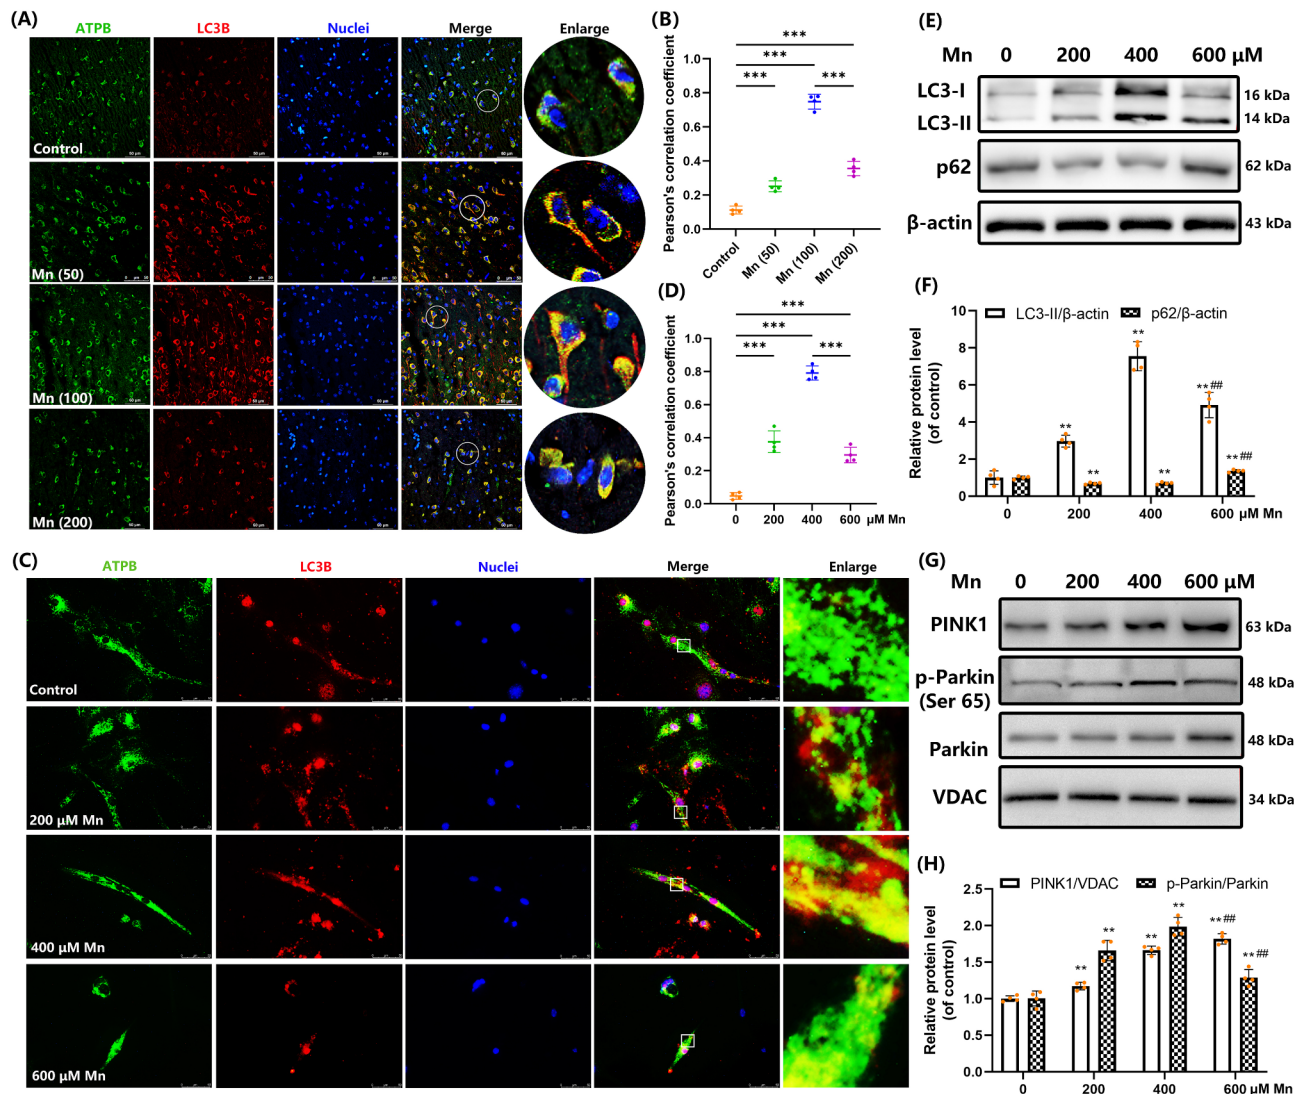 (A)
ATPB LC3B Nuclei Merge Enlarge
Control
Mn (50)
Mn (100)
Mn (200)
(B)
Pearson's correlation coefficient
1.0
0.8
0.6
0.4
0.2
0.0
*** *** *** ***
Control Mn (50) Mn (100) Mn (200)
(D)
Pearson's correlation coefficient
1.0
0.8
0.6
0.4
0.2
0
*** *** *** ***
0 200 400 600 μM Mn
(E)
Mn 0 200 400 600 μM
LC3-I 16 kDa
LC3-II 14 kDa
p62 62 kDa
β-actin 43 kDa
(F)
Relative protein level
(of control)
10
8
6
4
2
0
LC3-II/β-actin p62/β-actin
** ** ** ** **## **##
0 200 400 600 μM Mn
(C)
ATPB LC3B Nuclei Merge Enlarge
Control
200 μM Mn
400 μM Mn
600 μM Mn
(G)
Mn 0 200 400 600 μM
PINK1 63 kDa
p-Parkin
(Ser 65) 48 kDa
Parkin 48 kDa
VDAC 34 kDa
(H)
Relative protein level
(of control)
2.5
2.0
1.5
1.0
0.5
0.0
PINK1/VDAC p-Parkin/Parkin
** ** ** ** **## **##
0 200 400 600 μM Mn